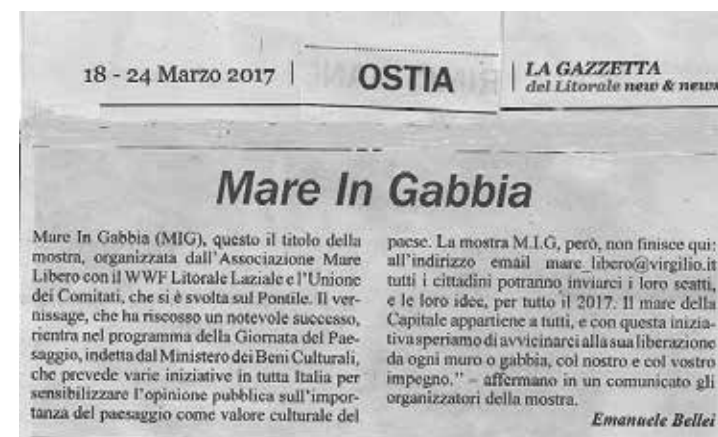 18 - 24 Marzo 2017
OSTIA
LA GAZZETTA
del Litorale new & news
Mare In Gabbia
Mare In Gabbia (MIG), questo il titolo della
mostra, organizzata dall'Associazione Mare
Libero con il WWF Litorale Laziale e l'Unione
dei Comitati, che si è svolta sul Pontile. Il ver-
nissage, che ha riscosso un notevole successo,
rientra nel programma della Giornata del Pae-
saggio, indetta dal Ministero dei Beni Culturali,
che prevede varie iniziative in tutta Italia per
sensibilizzare l'opinione pubblica sull'impor-
tanza del paesaggio come valore culturale del
paese. La mostra M.I.G, però, non finisce qui:
all'indirizzo email mare_libero@virgilio.it
tutti i cittadini potranno inviarci i loro scatti,
e le loro idee, per tutto il 2017. Il mare della
Capitale appartiene a tutti, e con questa inizia-
tiva speriamo di avvicinarci alla sua liberazione
da ogni muro o gabbia, col nostro e col vostro
impegno." – affermano in un comunicato gli
organizzatori della mostra.
Emanuele Bellei